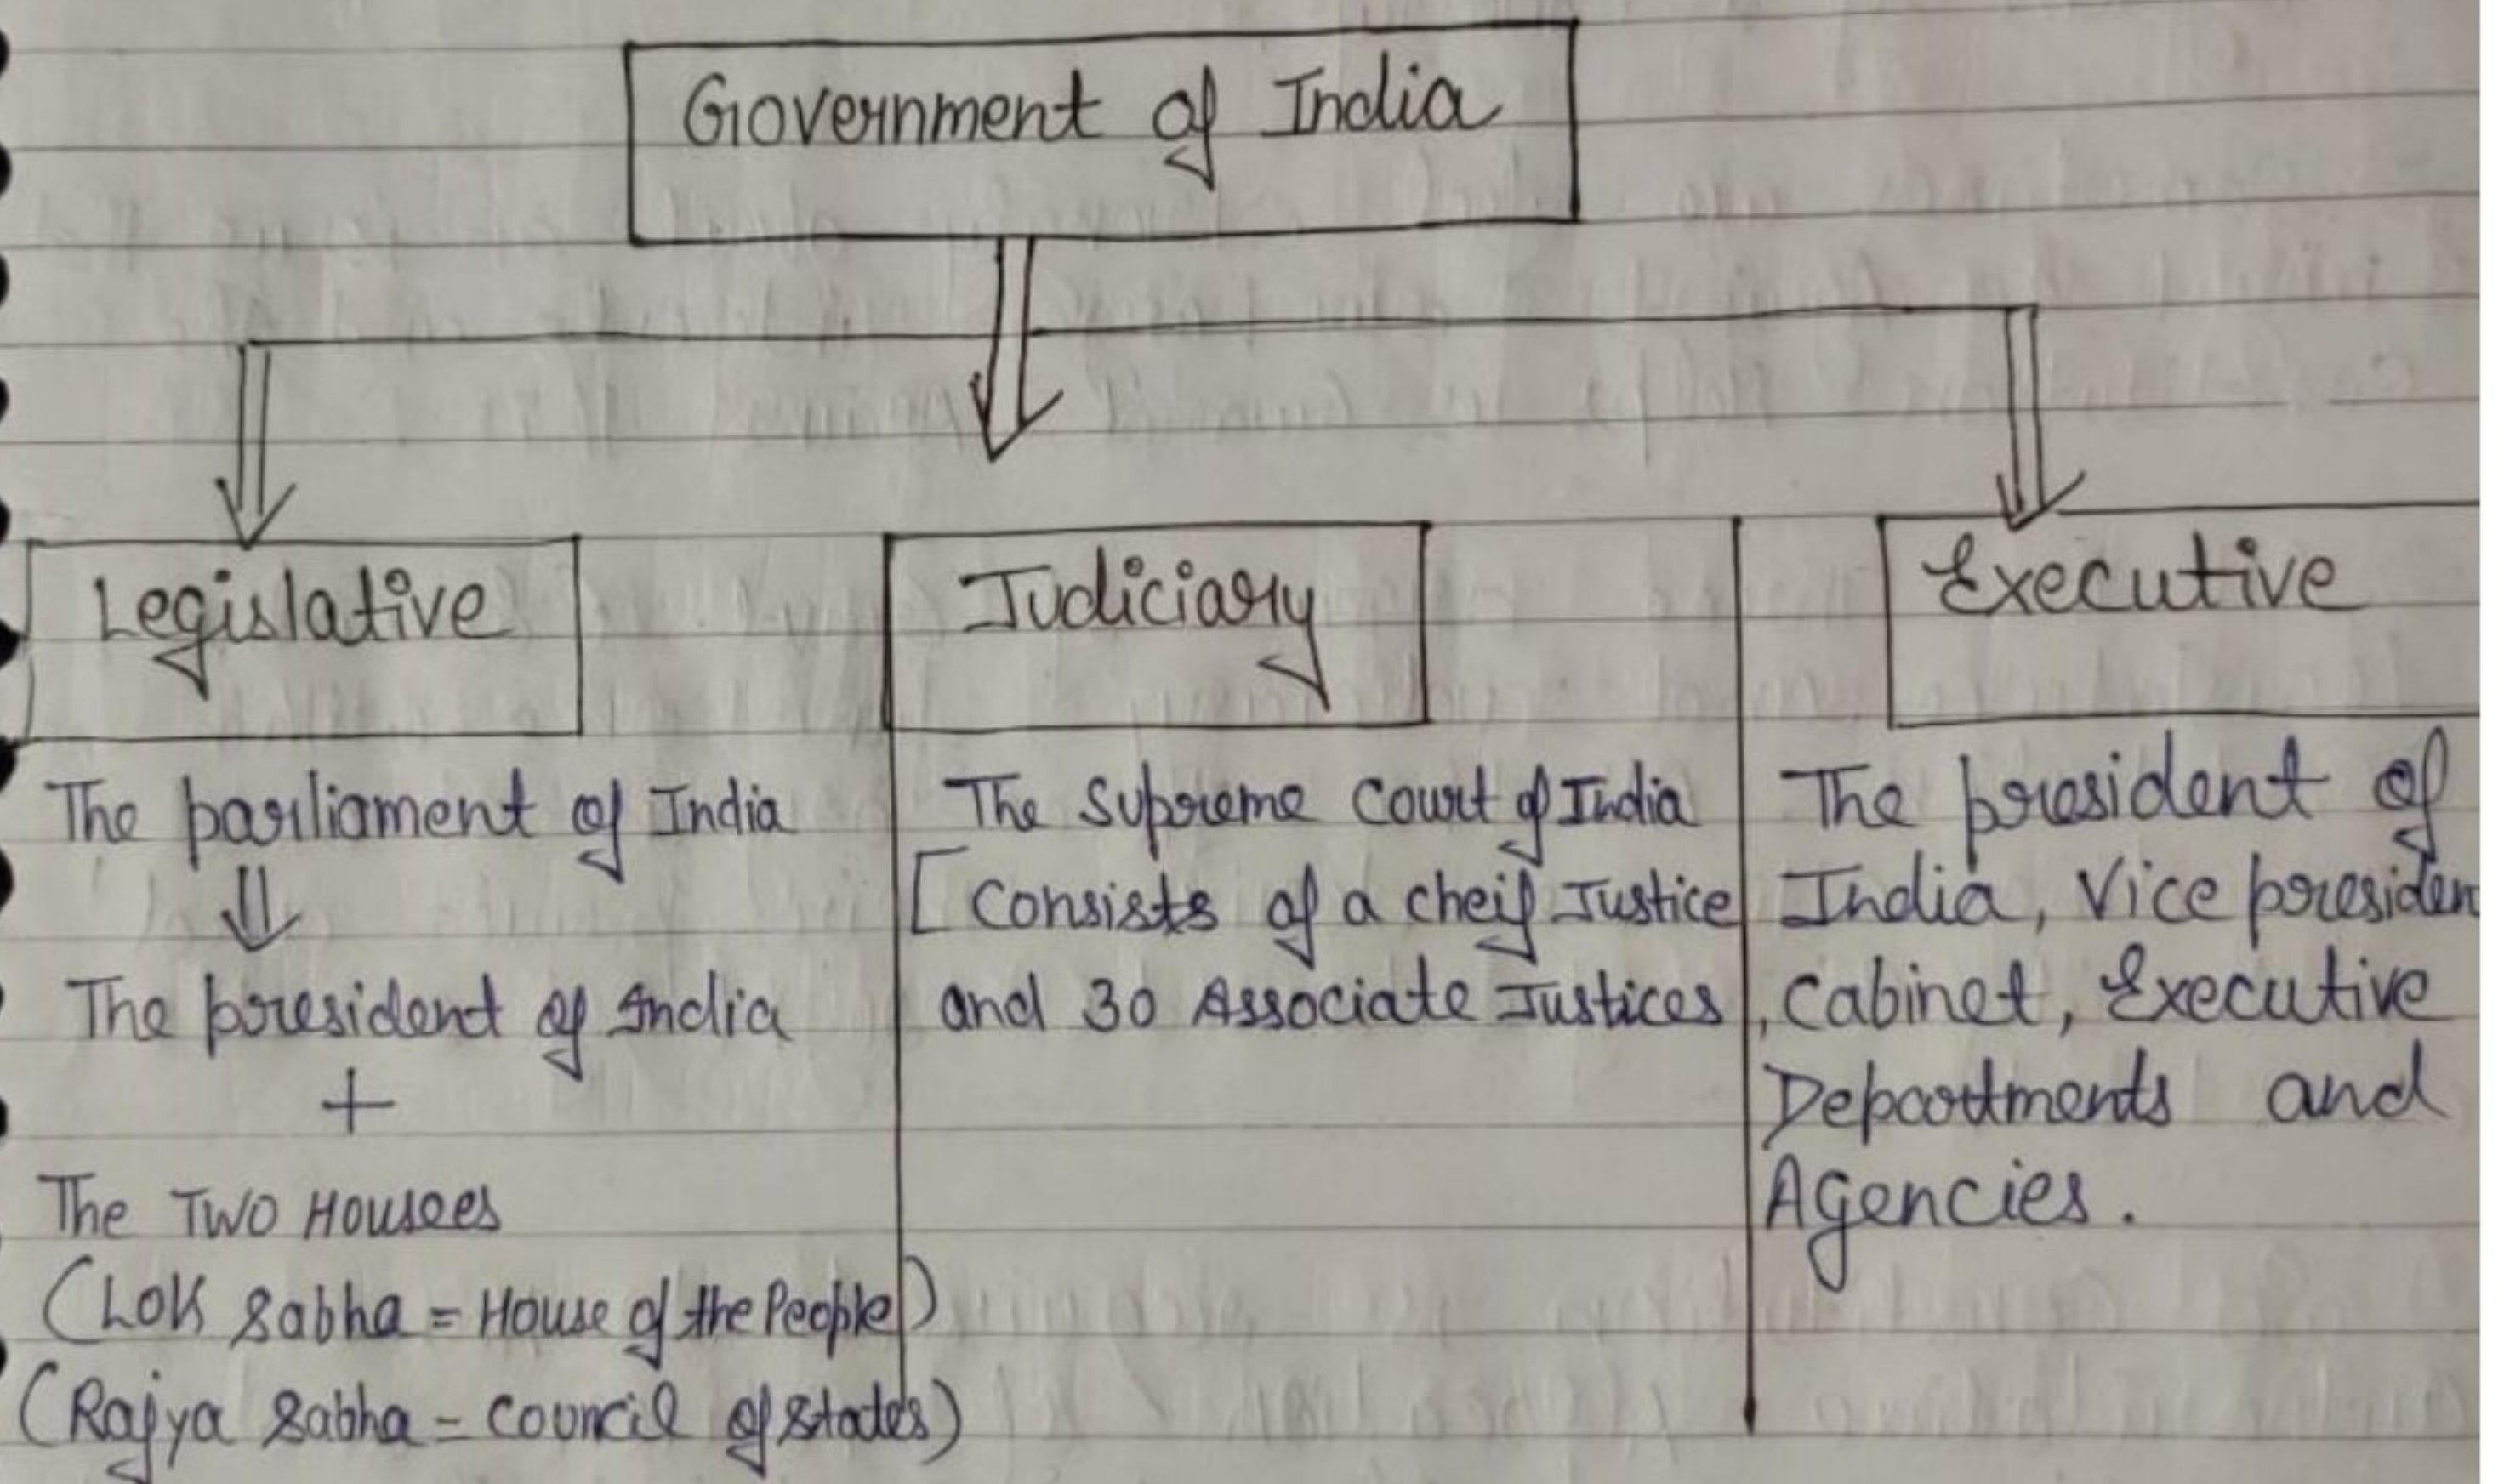 Government of India
Legislative
The parliament of India
The president of India
+
The Two Housees
(Lok Sabha = House of the People)
(Rajya Sabha - Council of States)
Judiciary
The Supreme Court of India
[Consists of a cheif Justice
and 30 Associate Justices
Executive
The president of
India, Vice presiden
, Cabinet, Executive
Departments and
Agencies.